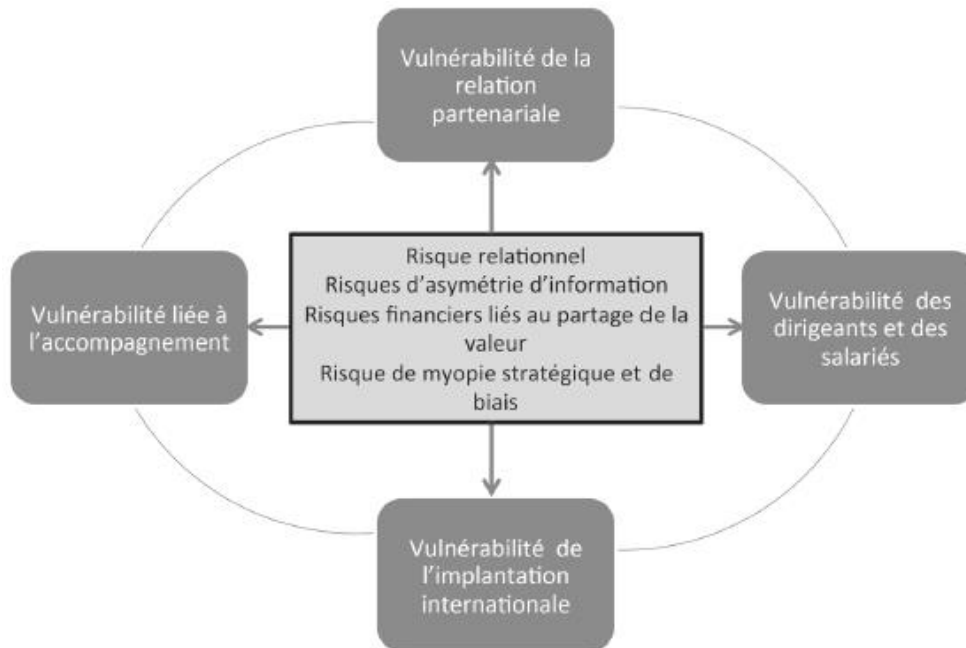 Vulnérabilité de la
relation
partenariale
Risque relationnel
Risques d'asymétrie d'information
Risques financiers liés au partage de la
valeur
Risque de myopie stratégique et de
biais
Vulnérabilité liée à
l'accompagnement
Vulnérabilité des
dirigeants et des
salariés
Vulnérabilité de
l'implantation
internationale